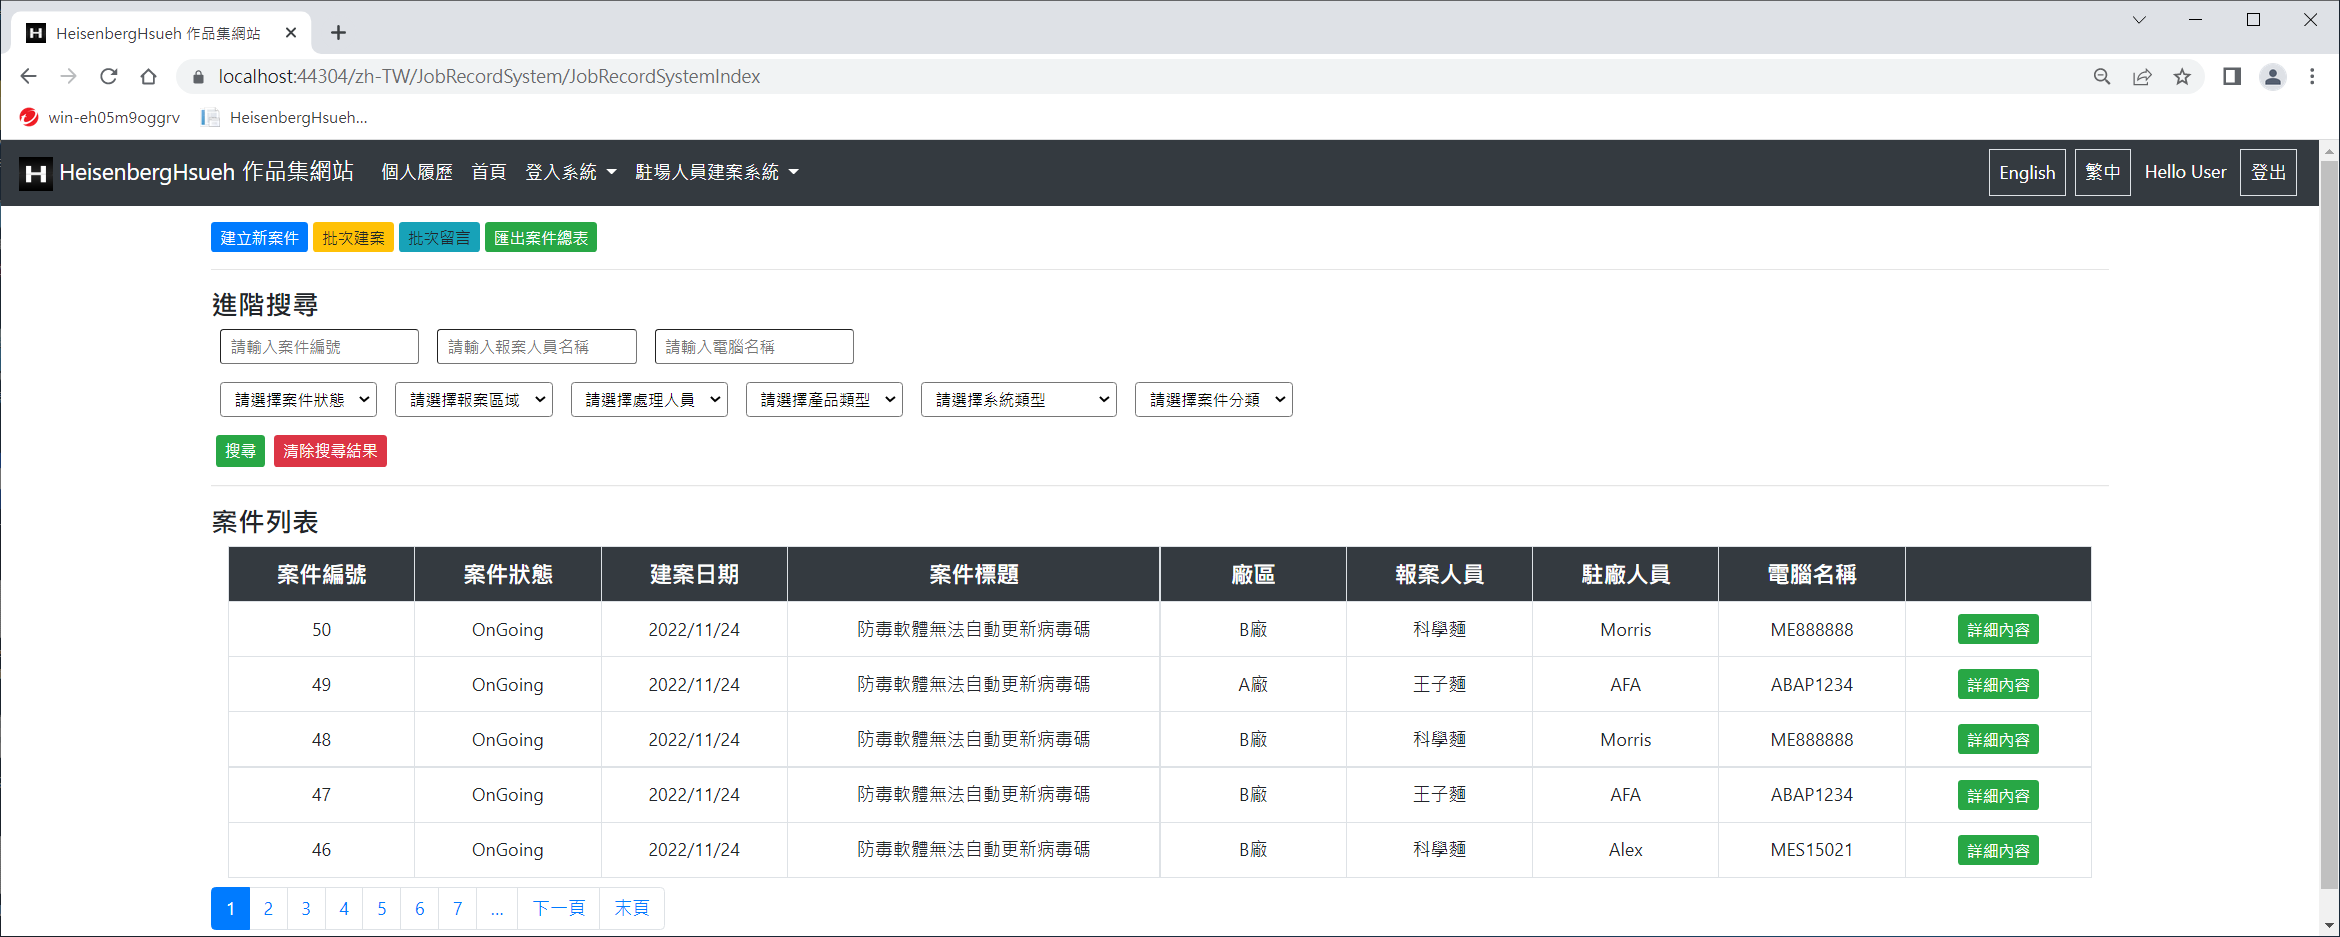 HeisenbergHsueh 作品集網站
localhost:44304/zh-TW/JobRecordSystem/JobRecordSystemIndex
win-eh05m9oggrv HeisenbergHsueh...
H HeisenbergHsueh 作品集網站 個人履歷 首頁 登入系統 駐場人員建案系統 English 繁中 Hello User 登出
建立新案件 批次建案 批次留言 匯出案件總表
進階搜尋
請輸入案件編號 請輸入報案人員名稱 請輸入電腦名稱
請選擇案件狀態 請選擇報案區域 請選擇處理人員 請選擇產品類型 請選擇系統類型 請選擇案件分類
搜尋 清除搜尋結果
案件列表
案件編號 案件狀態 建案日期 案件標題 廠區 報案人員 駐廠人員 電腦名稱
50 OnGoing 2022/11/24 防毒軟體無法自動更新病毒碼 B廠 科學麵 Morris ME888888 詳細內容
49 OnGoing 2022/11/24 防毒軟體無法自動更新病毒碼 A廠 王子麵 AFA ABAP1234 詳細內容
48 OnGoing 2022/11/24 防毒軟體無法自動更新病毒碼 B廠 科學麵 Morris ME888888 詳細內容
47 OnGoing 2022/11/24 防毒軟體無法自動更新病毒碼 B廠 王子麵 AFA ABAP1234 詳細內容
46 OnGoing 2022/11/24 防毒軟體無法自動更新病毒碼 B廠 科學麵 Alex MES15021 詳細內容
1 2 3 4 5 6 7 ... 下一頁 末頁